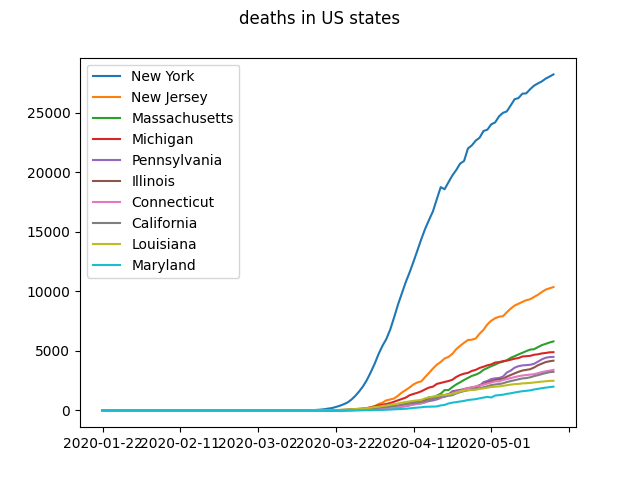 deaths in US states
New York
New Jersey
Massachusetts
Michigan
Pennsylvania
Illinois
Connecticut
California
Louisiana
Maryland
25000
20000
15000
10000
5000
0
2020-01-22 2020-02-11 2020-03-02 2020-03-22 2020-04-11 2020-05-01